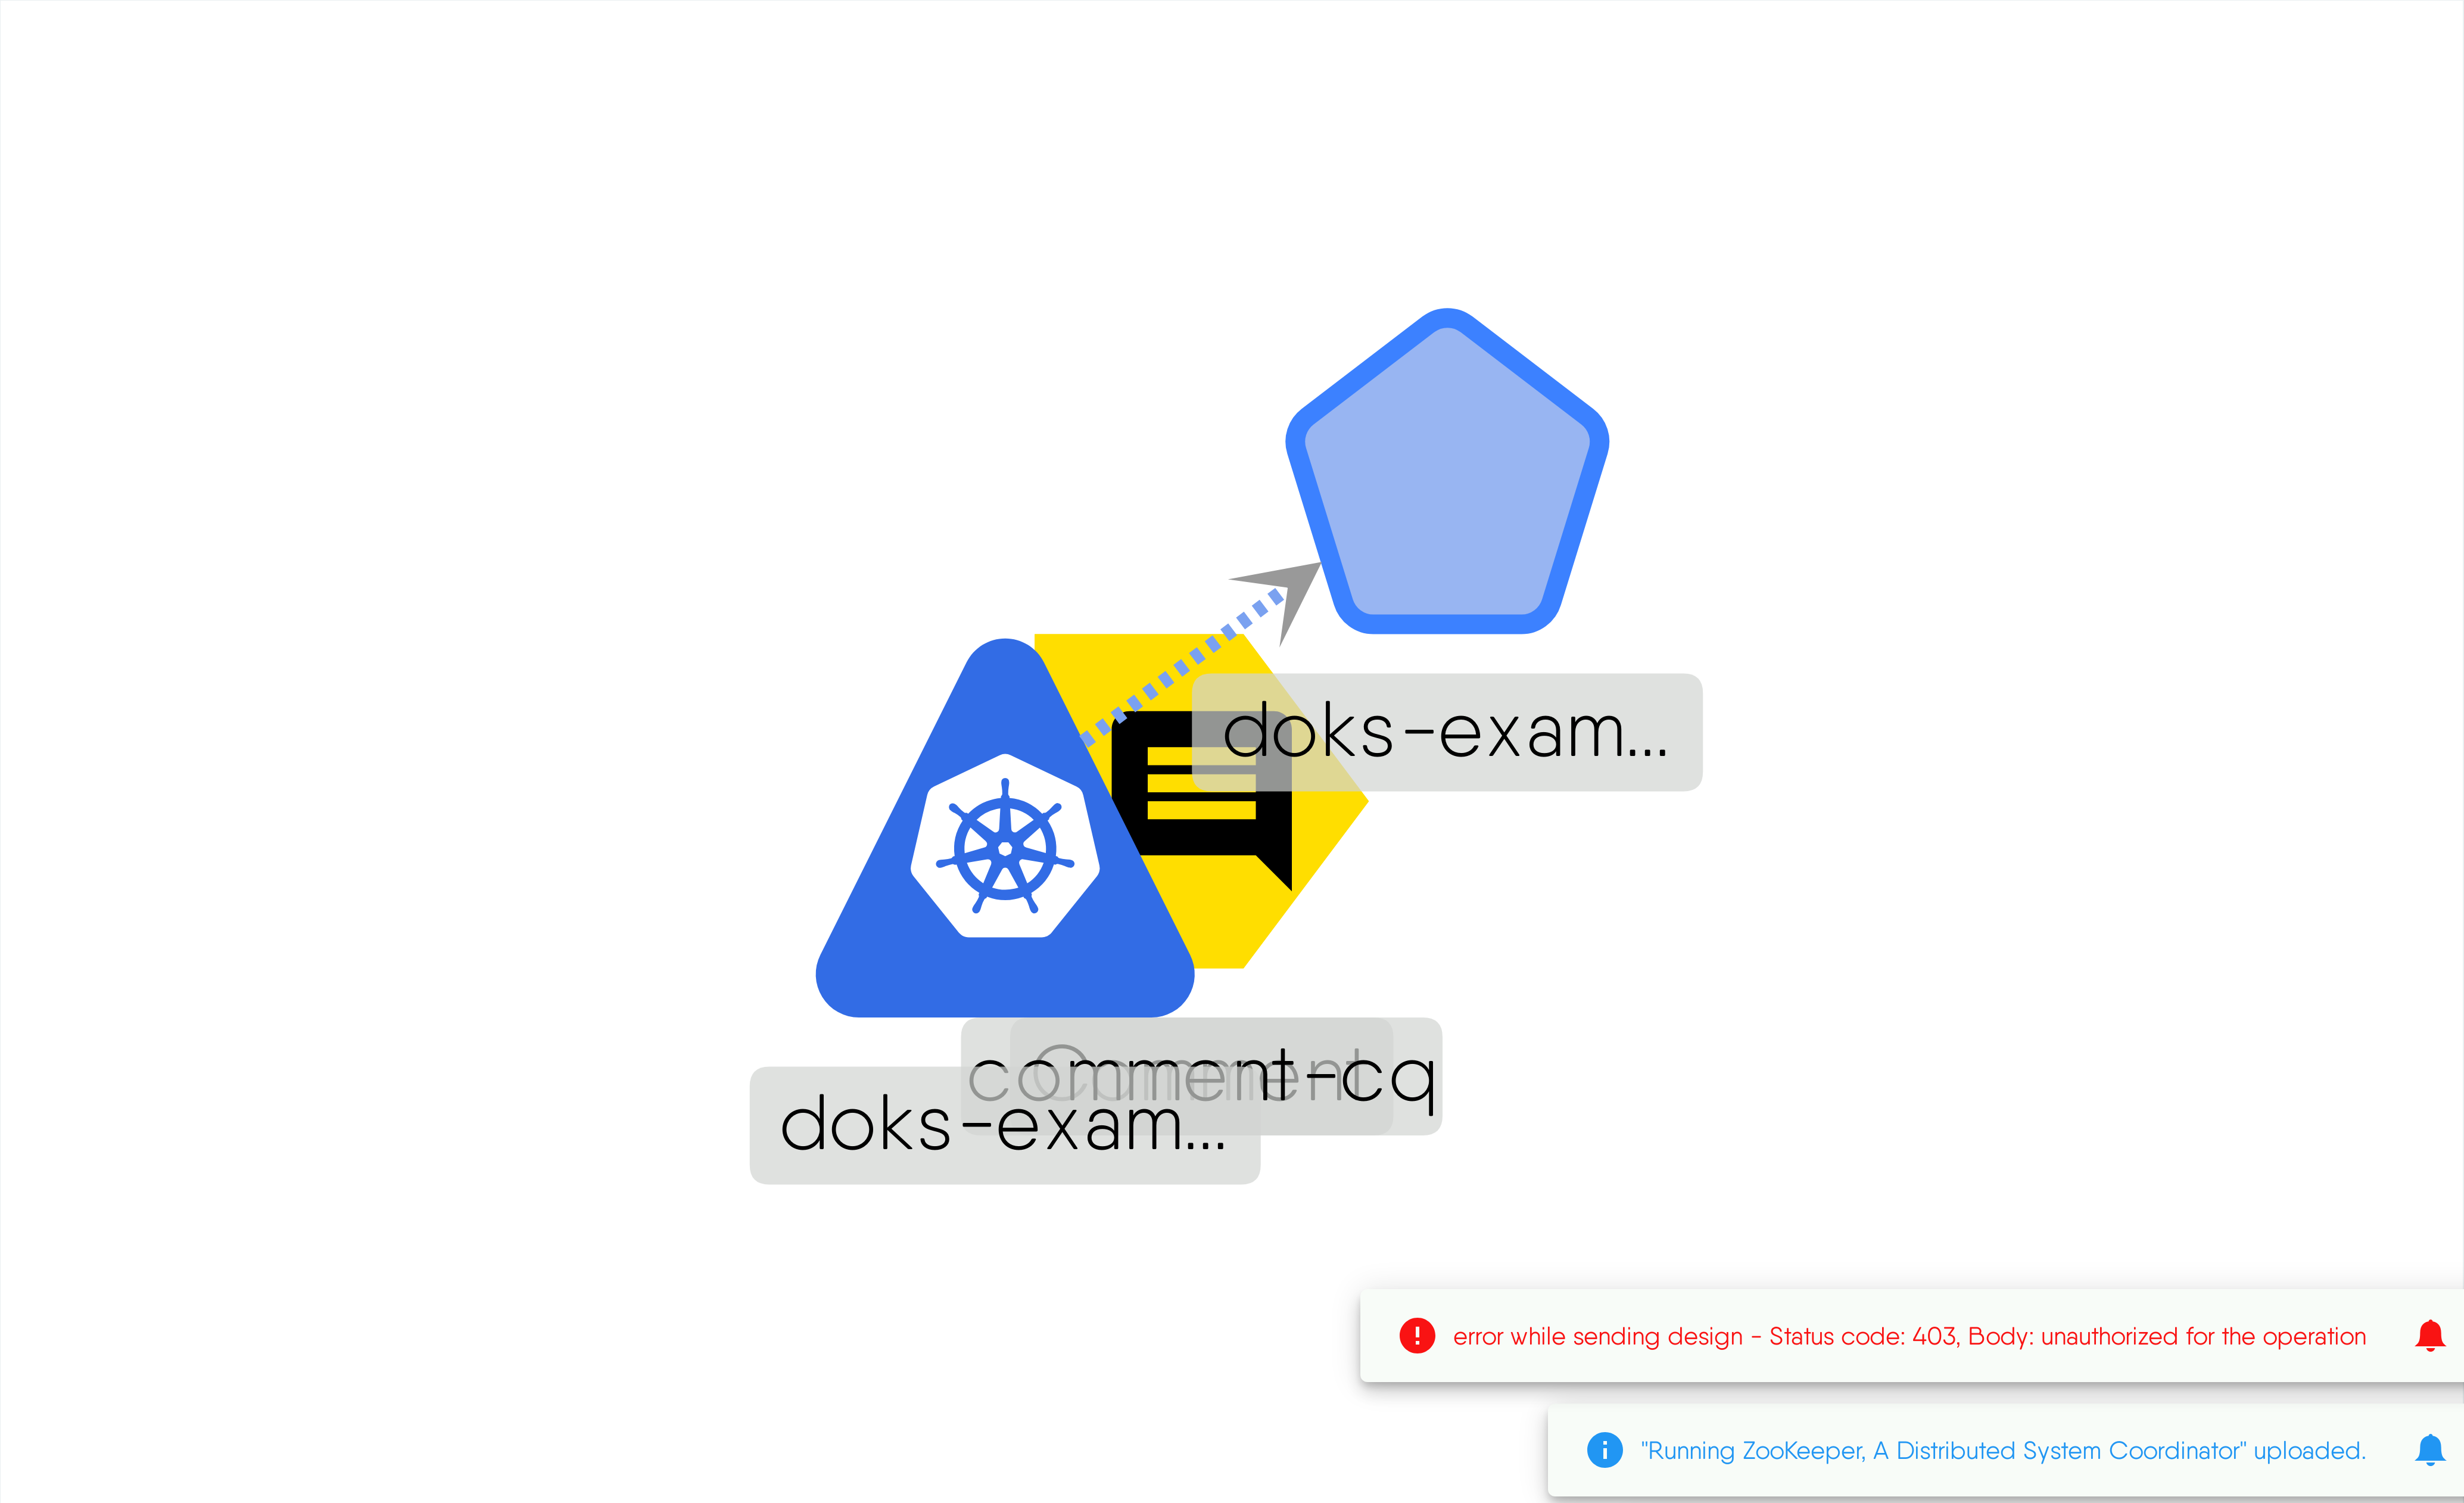 doks-exam...
Comment
comment-cq
doks-exam...
error while sending design - Status code: 403, Body: unauthorized for the operation
"Running ZooKeeper, A Distributed System Coordinator" uploaded.